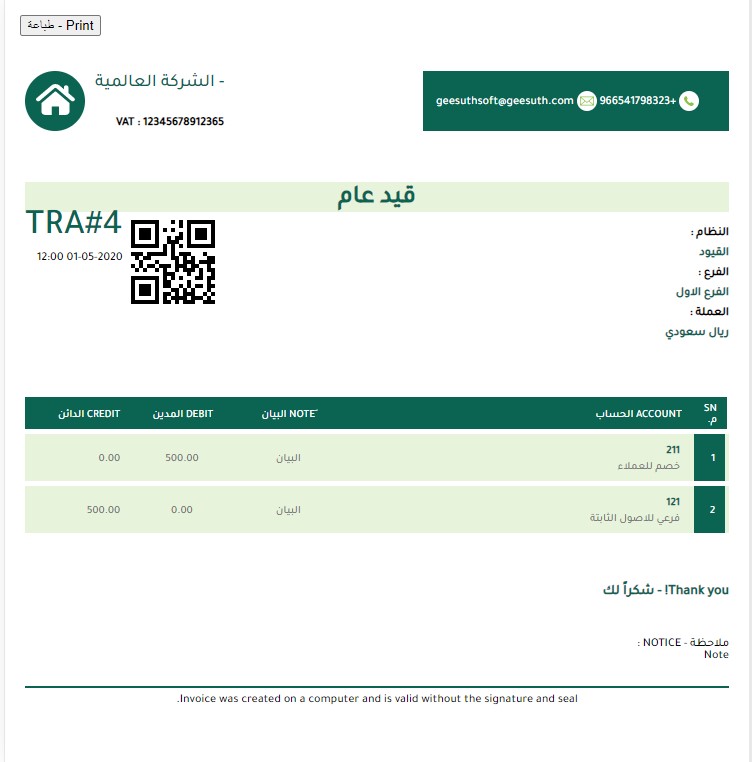 طباعة - Print
- الشركة العالمية
VAT : 12345678912365
geesuthsoft@geesuth.com 966541798323+
قيد عام
TRA#4
12:00 01-05-2020
النظام :
القيود
الفرع :
الفرع الاول
العملة :
ريال سعودي
SN م. ACCOUNT الحساب NOTE ِالبيان DEBIT المدين CREDIT الدائن
1 211 خصم للعملاء البيان 500.00 0.00
2 121 فرعي للاصول الثابتة البيان 0.00 500.00
Thank you! - شكراً لك
ملاحظة - NOTICE :
Note
Invoice was created on a computer and is valid without the signature and seal.